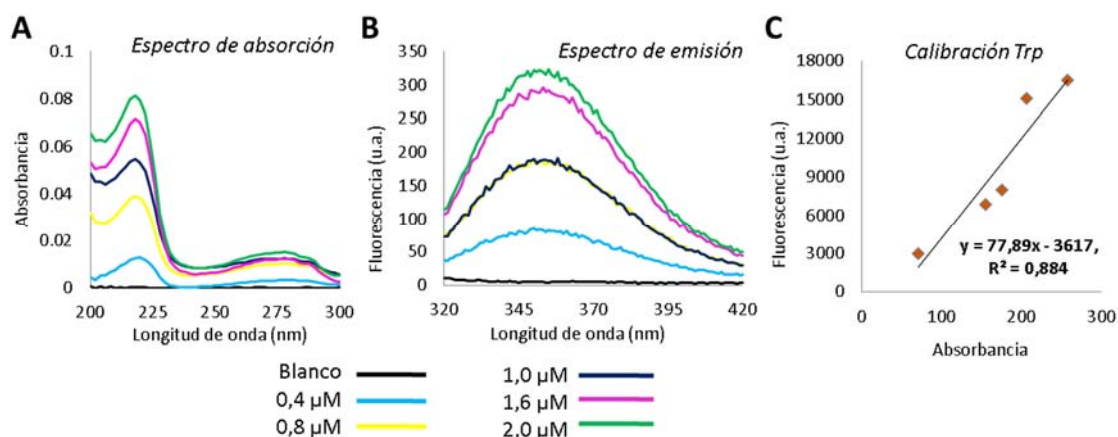 A
Espectro de absorción
Absorbancia
0.1
0.08
0.06
0.04
0.02
0
200
225
250
275
300
Longitud de onda (nm)
B
Espectro de emisión
Fluorescencia (u.a.)
350
300
250
200
150
100
50
0
320
345
370
395
420
Longitud de onda (nm)
C
Calibración Trp
Fluorescencia (u.a.)
18000
15000
12000
9000
6000
3000
0
y = 77,89x - 3617,
R² = 0,884
0
100
200
300
Absorbancia
Blanco
0,4 µM
0,8 µM
1,0 µM
1,6 µM
2,0 µM